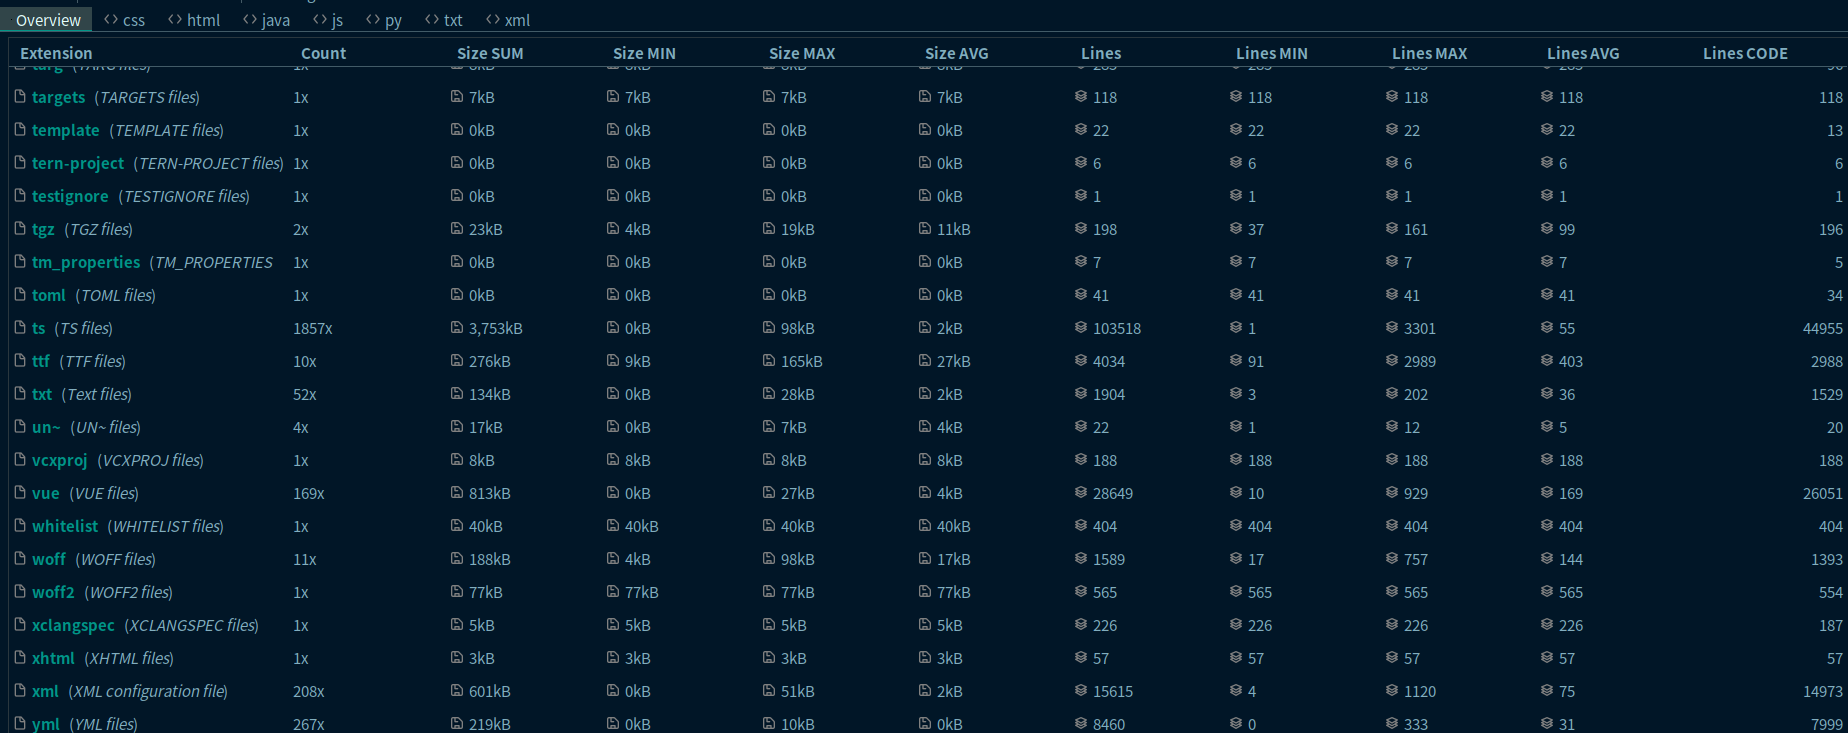 Overview css html java js py txt xml
Extension Count Size SUM Size MIN Size MAX Size AVG Lines Lines MIN Lines MAX Lines AVG Lines CODE
targets (TARGETS files) 1x 7kB 7kB 7kB 7kB 118 118 118 118 118
template (TEMPLATE files) 1x 0kB 0kB 0kB 0kB 22 22 22 22 13
tern-project (TERN-PROJECT files) 1x 0kB 0kB 0kB 0kB 6 6 6 6 6
testignore (TESTIGNORE files) 1x 0kB 0kB 0kB 0kB 1 1 1 1 1
tgz (TGZ files) 2x 23kB 4kB 19kB 11kB 198 37 161 99 196
tm_properties (TM_PROPERTIES 1x 0kB 0kB 0kB 0kB 7 7 7 7 5
toml (TOML files) 1x 0kB 0kB 0kB 0kB 41 41 41 41 34
ts (TS files) 1857x 3,753kB 0kB 98kB 2kB 103518 1 3301 55 44955
ttf (TTF files) 10x 276kB 9kB 165kB 27kB 4034 91 2989 403 2988
txt (Text files) 52x 134kB 0kB 28kB 2kB 1904 3 202 36 1529
un~ (UN~ files) 4x 17kB 0kB 7kB 4kB 22 1 12 5 20
vcxproj (VCXPROJ files) 1x 8kB 8kB 8kB 8kB 188 188 188 188 188
vue (VUE files) 169x 813kB 0kB 27kB 4kB 28649 10 929 169 26051
whitelist (WHITELIST files) 1x 40kB 40kB 40kB 40kB 404 404 404 404 404
woff (WOFF files) 11x 188kB 4kB 98kB 17kB 1589 17 757 144 1393
woff2 (WOFF2 files) 1x 77kB 77kB 77kB 77kB 565 565 565 565 554
xclangspec (XCLANGSPEC files) 1x 5kB 5kB 5kB 5kB 226 226 226 226 187
xhtml (XHTML files) 1x 3kB 3kB 3kB 3kB 57 57 57 57 57
xml (XML configuration file) 208x 601kB 0kB 51kB 2kB 15615 4 1120 75 14973
yml (YML files) 267x 219kB 0kB 10kB 0kB 8460 0 333 31 7999